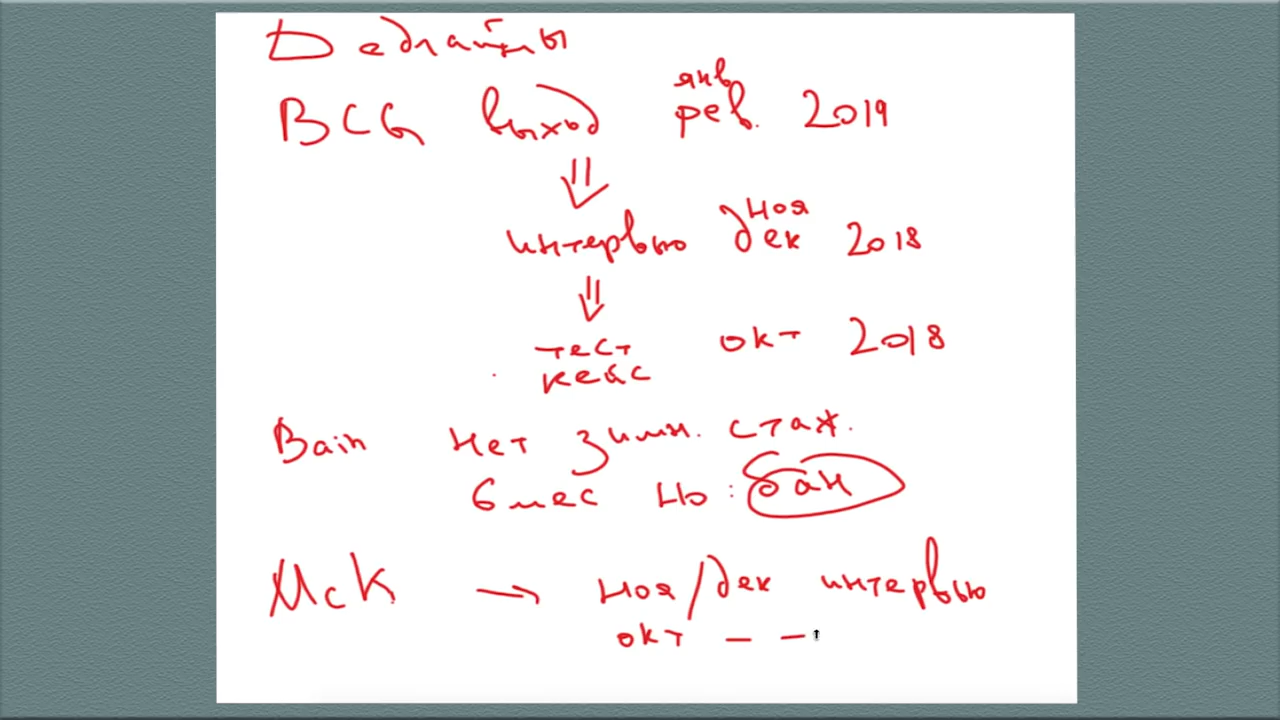 Дедлайны
янв
BCG выход фев. 2019
ноя
интервью дек 2018
тест окт 2018
кейс
Bain нет зимн. стаж.
6 мес но: бан
McK → ноя/дек интервью
окт — —